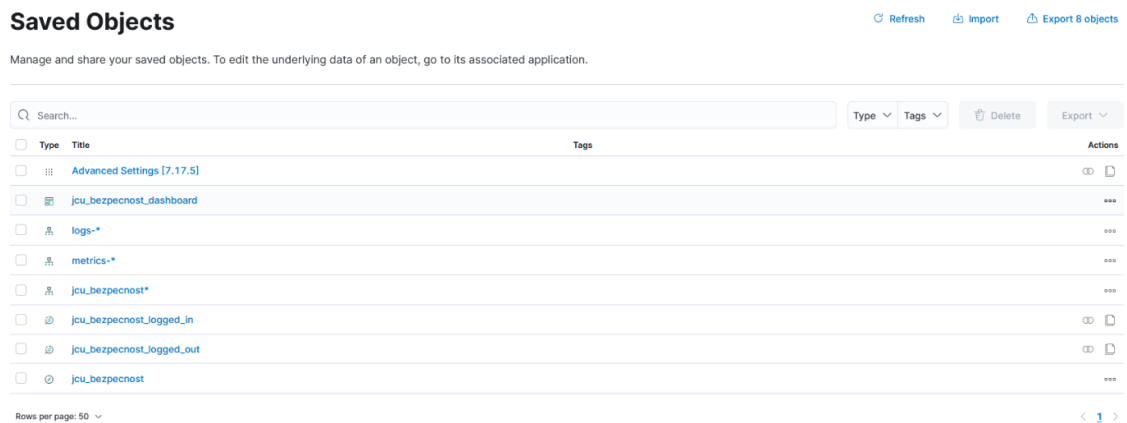 Saved Objects
Refresh Import Export 8 objects
Manage and share your saved objects. To edit the underlying data of an object, go to its associated application.
Search... Type Tags Delete Export
Type Title Tags Actions
Advanced Settings [7.17.5]
jcu_bezpecnost_dashboard
logs-*
metrics-*
jcu_bezpecnost*
jcu_bezpecnost_logged_in
jcu_bezpecnost_logged_out
jcu_bezpecnost
Rows per page: 50 < 1 >